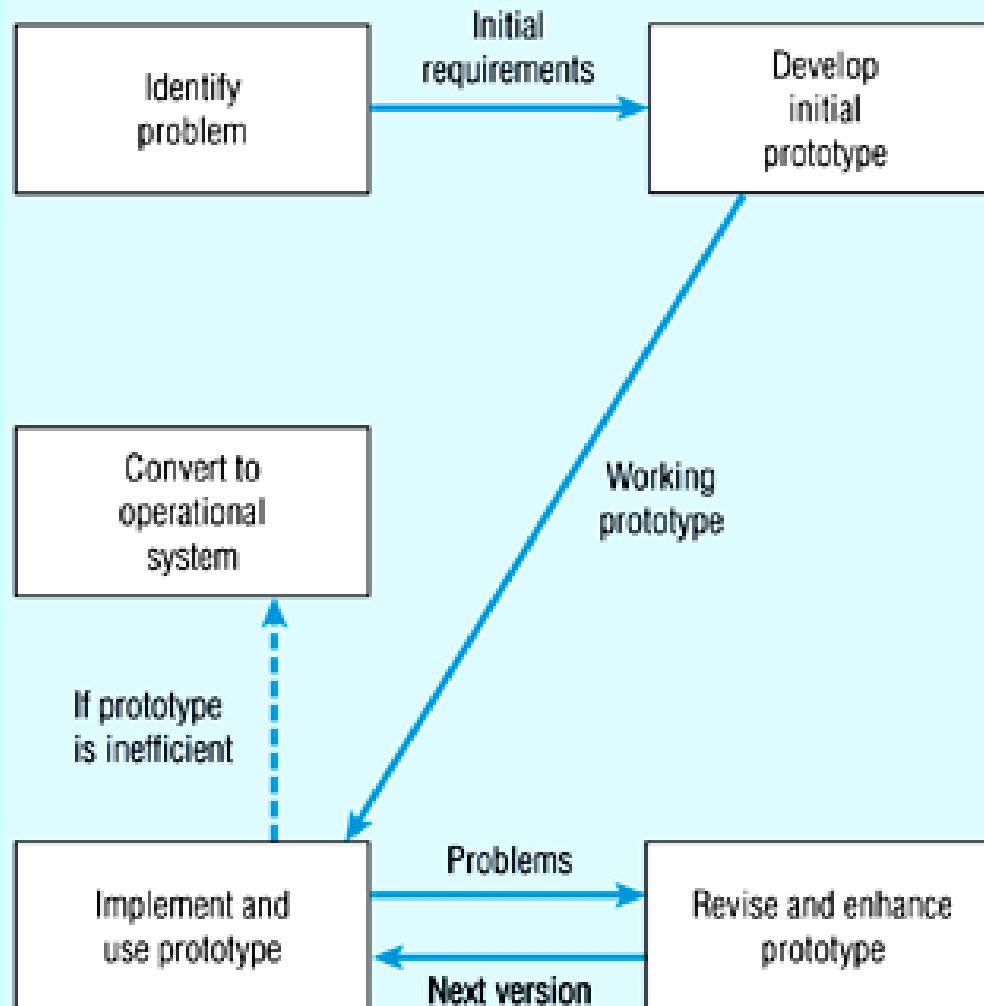 Identify
problem
Initial
requirements
Develop
initial
prototype
Convert to
operational
system
Working
prototype
If prototype
is inefficient
Implement and
use prototype
Problems
Next version
Revise and enhance
prototype